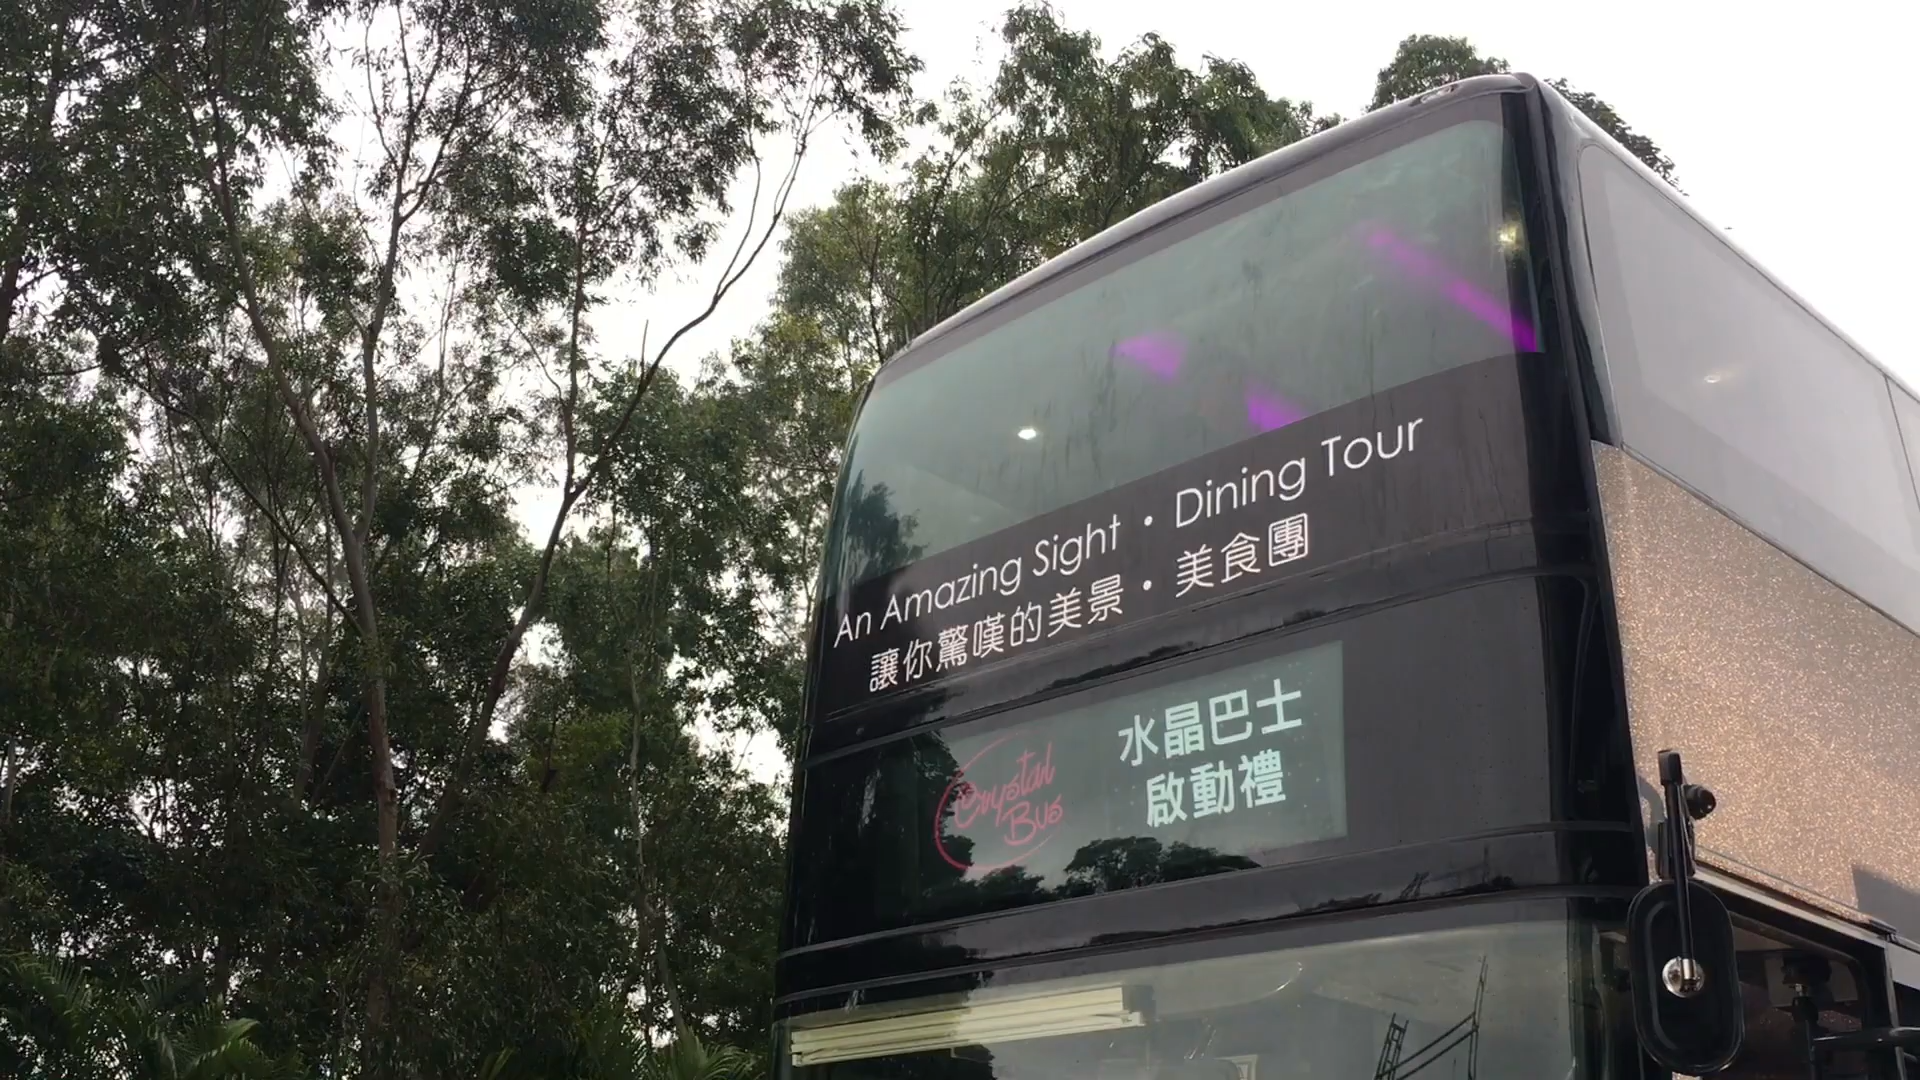 An Amazing Sight • Dining Tour
讓你驚嘆的美景 • 美食團
Crystal
Bus
水晶巴士
啟動禮